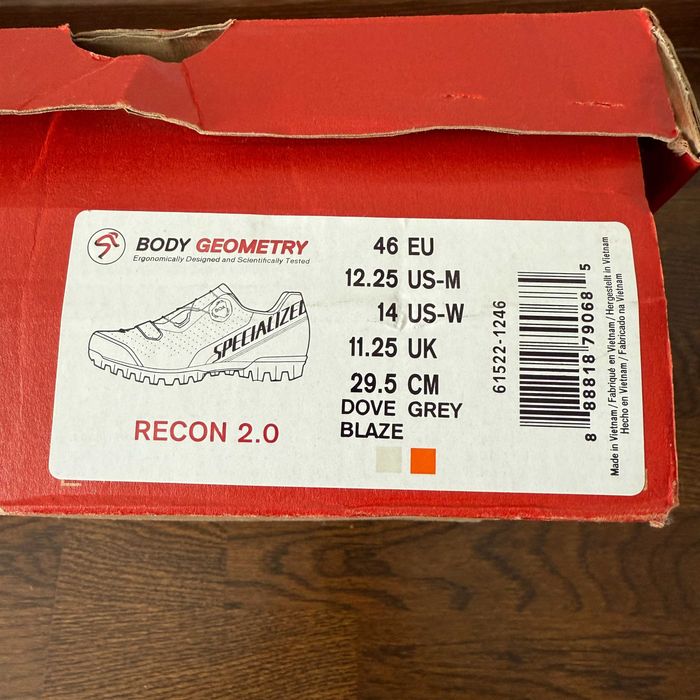 BODY GEOMETRY
Ergonomically Designed and Scientifically Tested
BOA
SPECIALIZED
RECON 2.0
46 EU
12.25 US-M
14 US-W
11.25 UK
29.5 CM
DOVE GREY
BLAZE
61522-1246
8 88818 79068 5
Made in Vietnam / Fabriqué en Vietnam / Hergestellt in Vietnam
Hecho en Vietnam / Fabricado na Vietnam